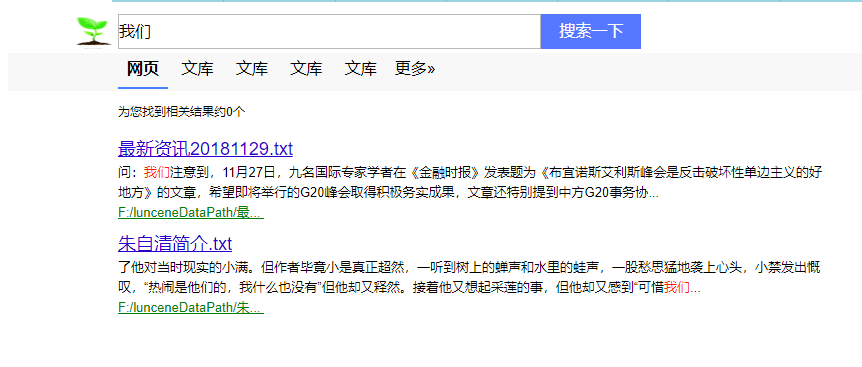 我们
搜索一下
网页 文库 文库 文库 文库 更多»
为您找到相关结果约0个
最新资讯20181129.txt
问：我们注意到，11月27日，九名国际专家学者在《金融时报》发表题为《布宜诺斯艾利斯峰会是反击破坏性单边主义的好
地方》的文章，希望即将举行的G20峰会取得积极务实成果，文章还特别提到中方G20事务协...
F:/lunceneDataPath/最...
朱自清简介.txt
了他对当时现实的小满。但作者毕竟小是真正超然，一听到树上的蝉声和水里的蛙声，一股愁思猛地袭上心头，小禁发出慨
叹，“热闹是他们的，我什么也没有”但他却又释然。接着他又想起采莲的事，但他却又感到“可惜我们...
F:/lunceneDataPath/朱...